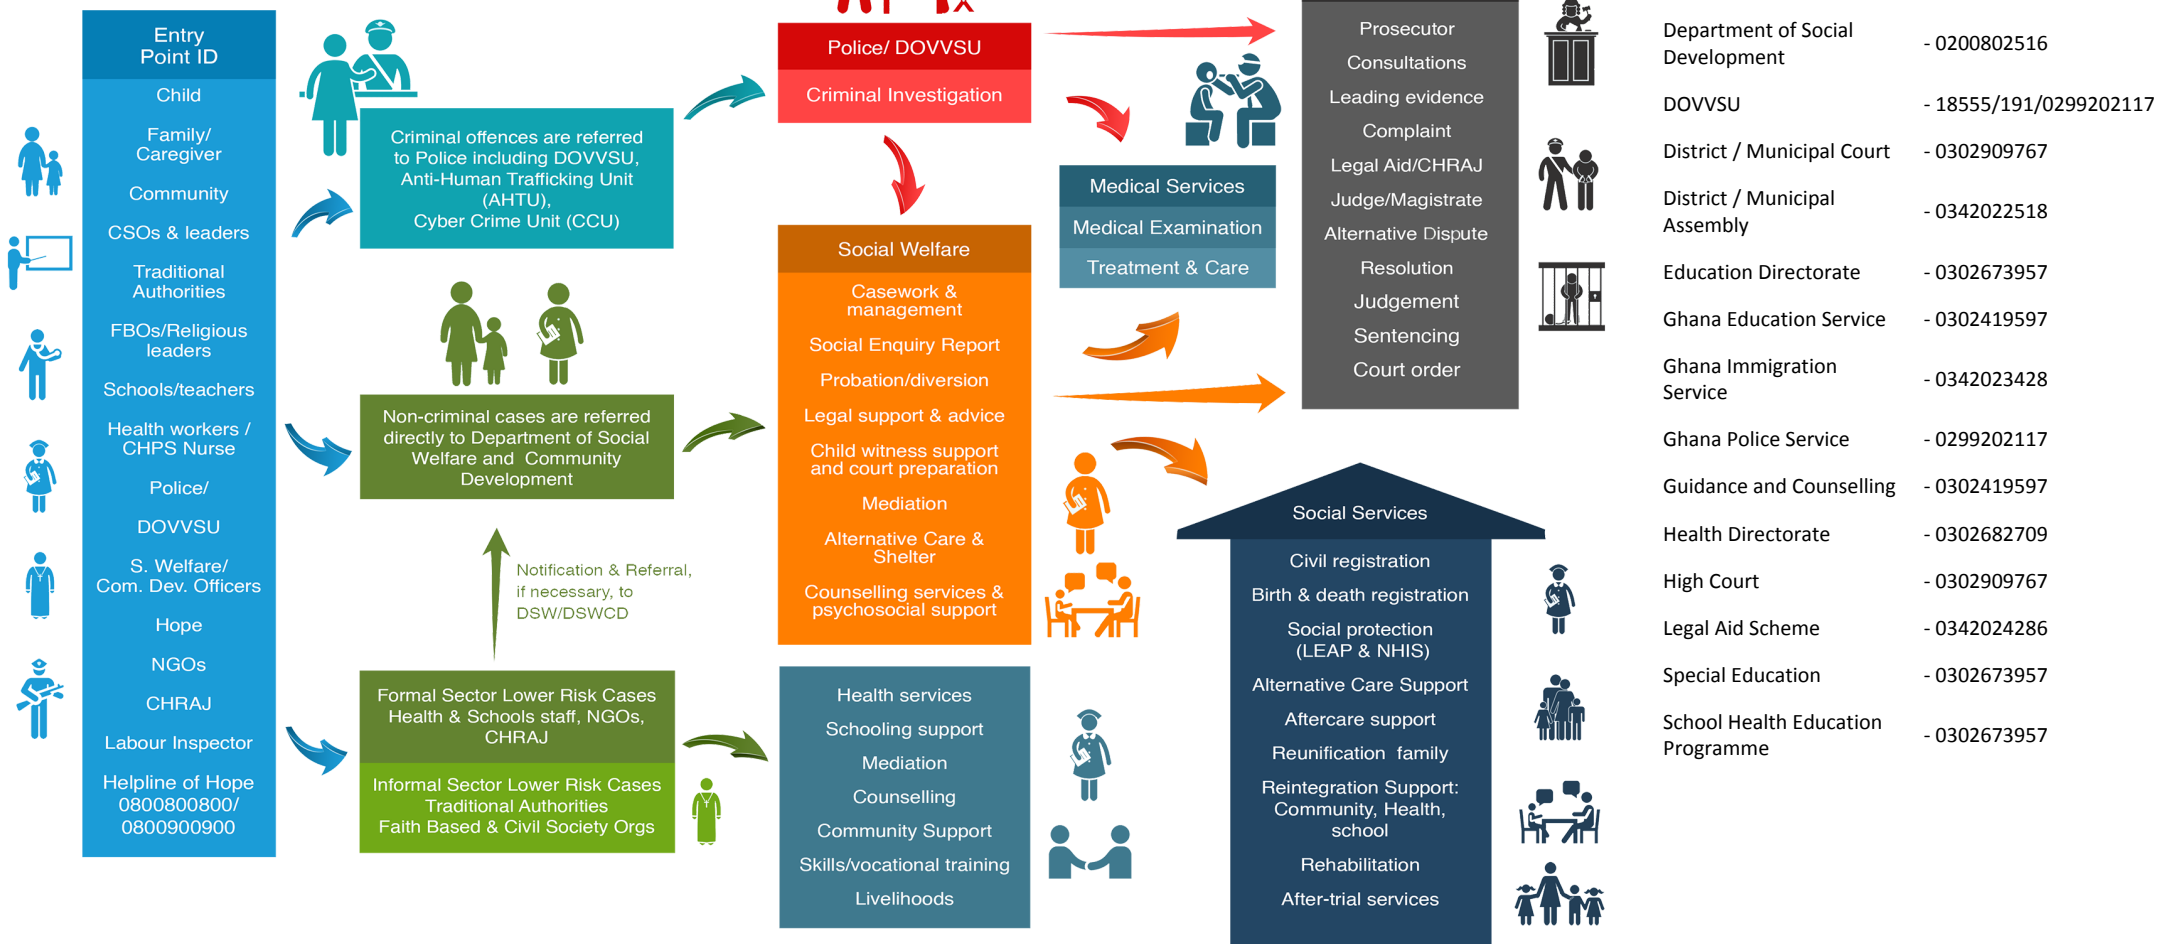 Entry
Point ID
Child
Family/
Caregiver
Community
CSOs & leaders
Traditional
Authorities
FBOs/Religious
leaders
Schools/teachers
Health workers /
CHPS Nurse
Police/
DOVVSU
S. Welfare/
Com. Dev. Officers
Hope
NGOs
CHRAJ
Labour Inspector
Helpline of Hope
0800800800/
0800900900
Criminal offences are referred
to Police including DOVVSU,
Anti-Human Trafficking Unit
(AHTU),
Cyber Crime Unit (CCU)
Non-criminal cases are referred
directly to Department of Social
Welfare and Community
Development
Notification & Referral,
if necessary, to
DSW/DSWCD
Formal Sector Lower Risk Cases
Health & Schools staff, NGOs,
CHRAJ
Informal Sector Lower Risk Cases
Traditional Authorities
Faith Based & Civil Society Orgs
Police/ DOVVSU
Criminal Investigation
Social Welfare
Casework &
management
Social Enquiry Report
Probation/diversion
Legal support & advice
Child witness support
and court preparation
Mediation
Alternative Care &
Shelter
Counselling services &
psychosocial support
Health services
Schooling support
Mediation
Counselling
Community Support
Skills/vocational training
Livelihoods
Medical Services
Medical Examination
Treatment & Care
Prosecutor
Consultations
Leading evidence
Complaint
Legal Aid/CHRAJ
Judge/Magistrate
Alternative Dispute
Resolution
Judgement
Sentencing
Court order
Social Services
Civil registration
Birth & death registration
Social protection
(LEAP & NHIS)
Alternative Care Support
Aftercare support
Reunification family
Reintegration Support:
Community, Health,
school
Rehabilitation
After-trial services
Department of Social
Development - 0200802516
DOVVSU - 18555/191/0299202117
District / Municipal Court - 0302909767
District / Municipal
Assembly - 0342022518
Education Directorate - 0302673957
Ghana Education Service - 0302419597
Ghana Immigration
Service - 0342023428
Ghana Police Service - 0299202117
Guidance and Counselling - 0302419597
Health Directorate - 0302682709
High Court - 0302909767
Legal Aid Scheme - 0342024286
Special Education - 0302673957
School Health Education
Programme - 0302673957